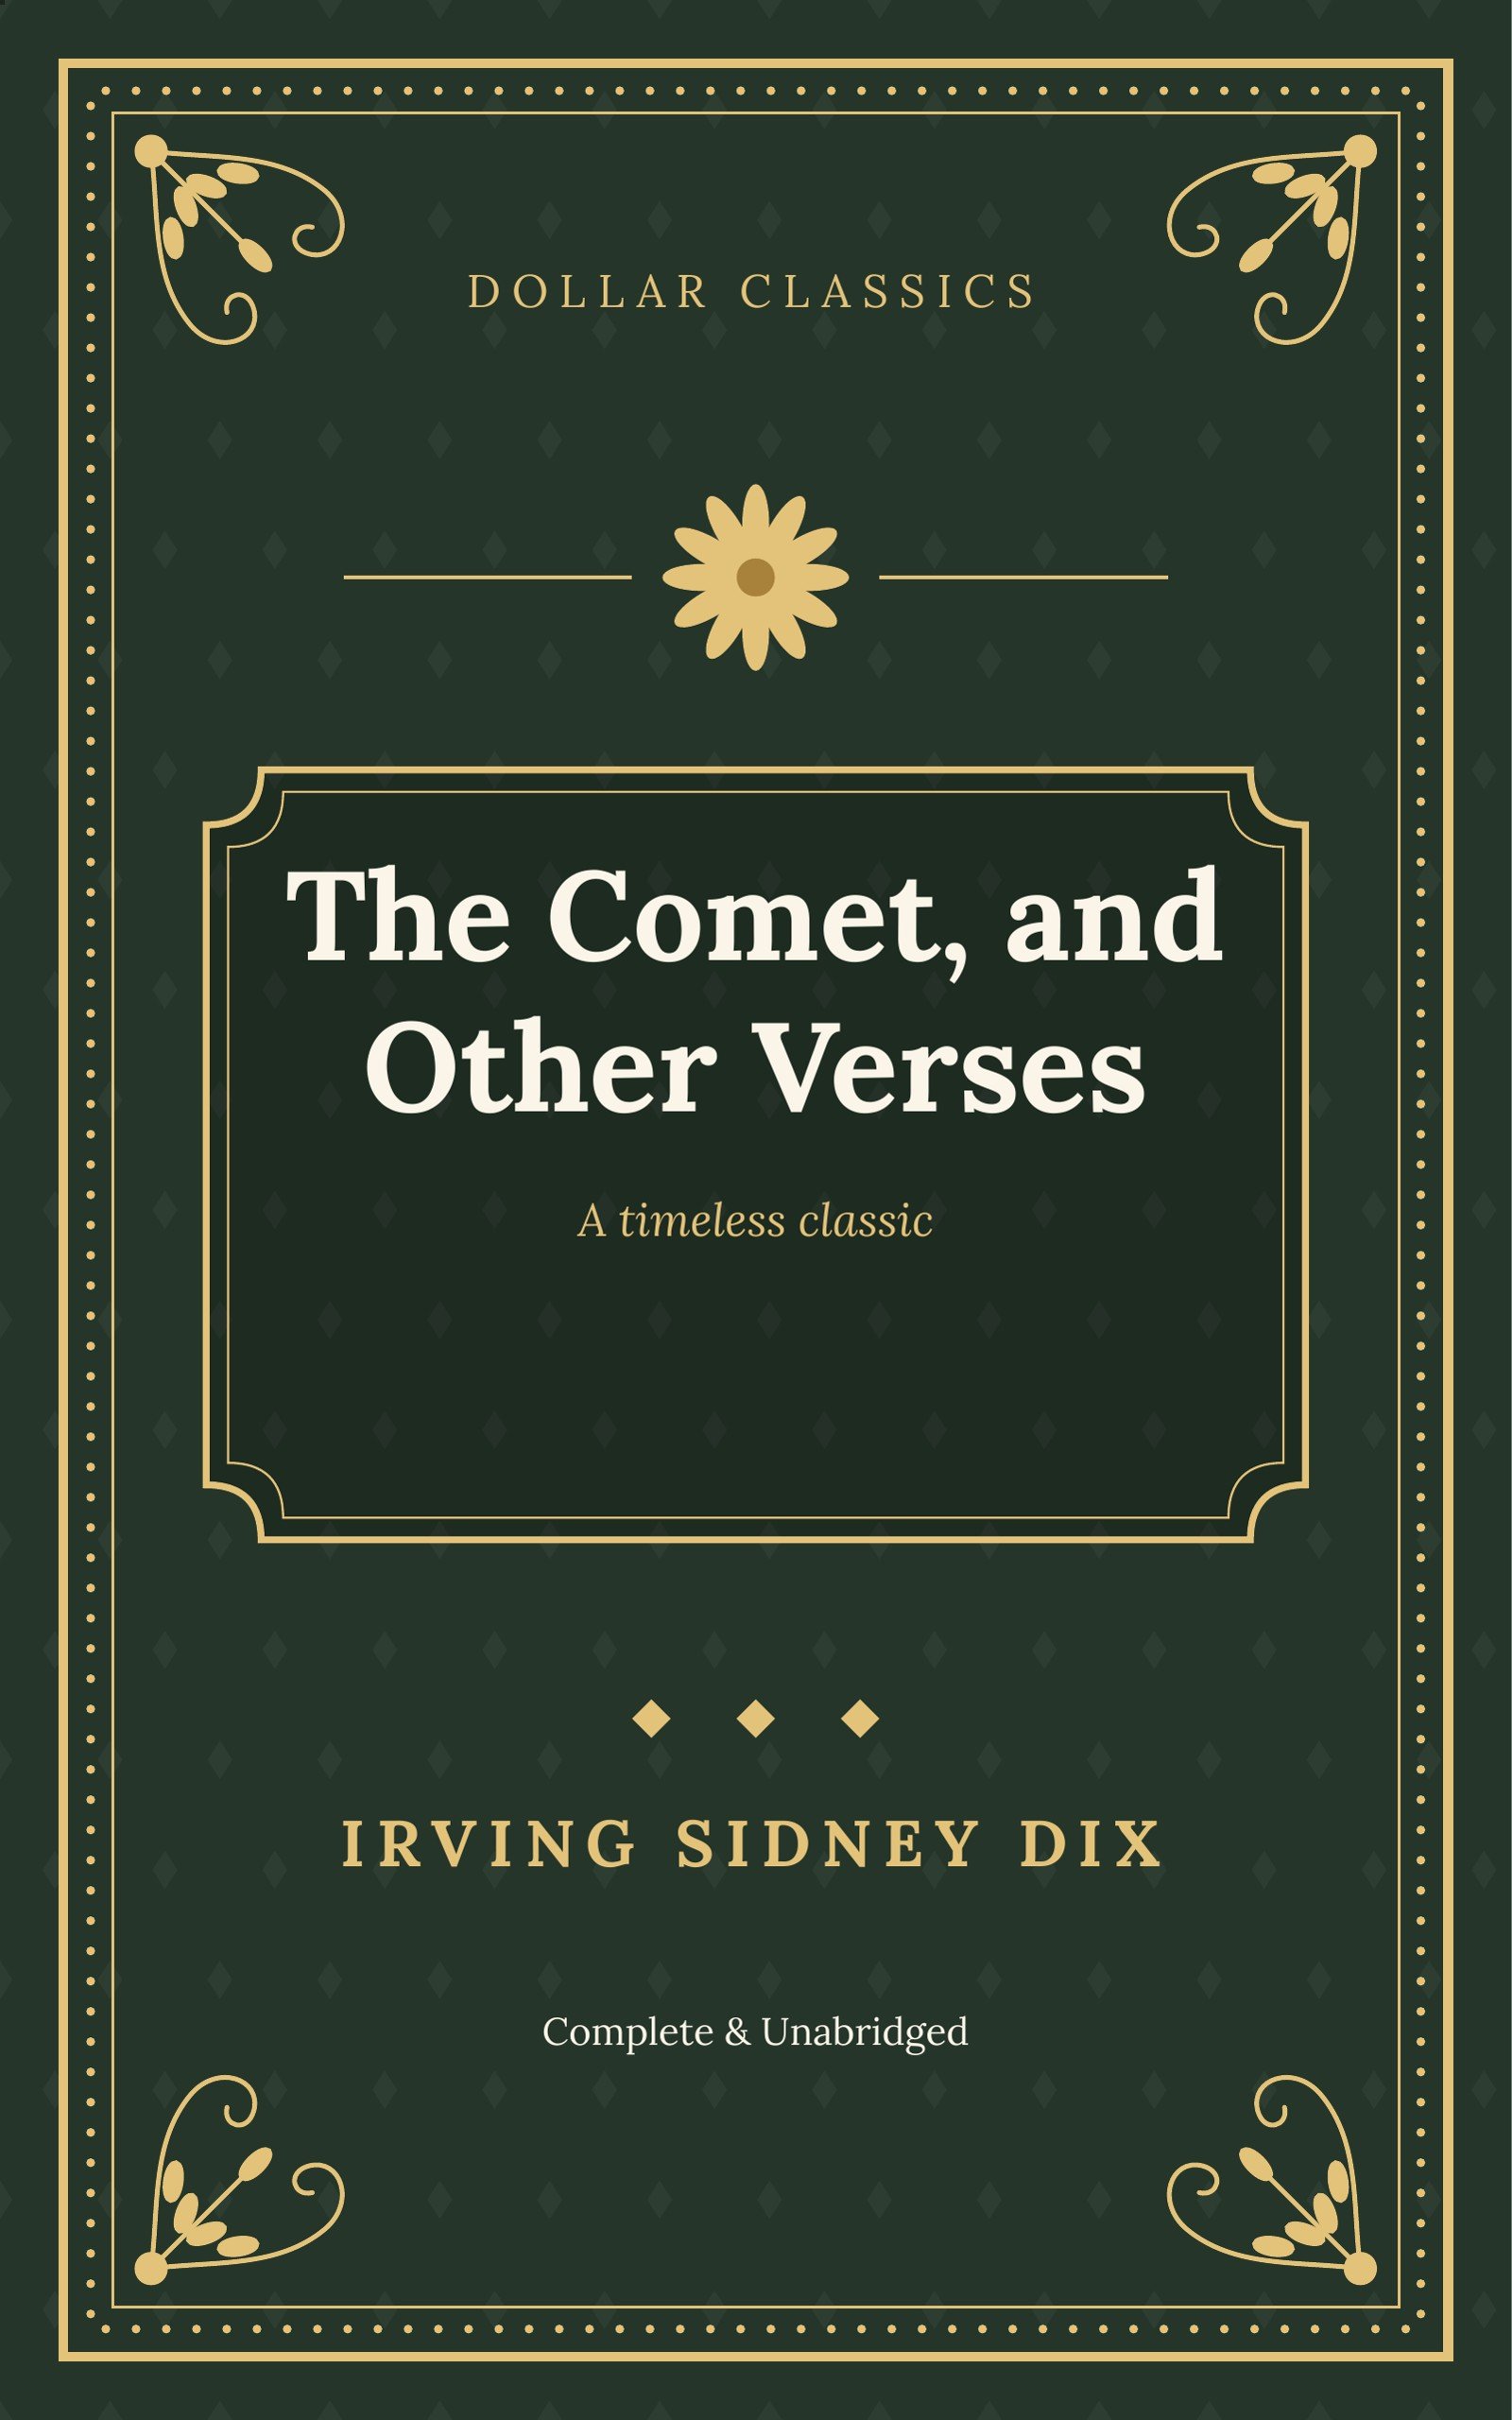 DOLLAR CLASSICS
The Comet, and
Other Verses
A timeless classic
IRVING SIDNEY DIX
Complete & Unabridged